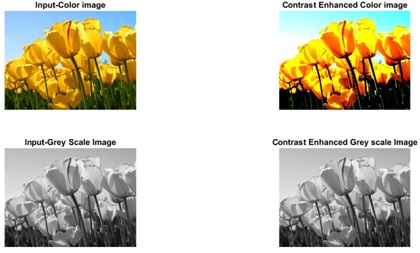 Input-Color image
Contrast Enhanced Color image
Input-Grey Scale Image
Contrast Enhanced Grey scale Image